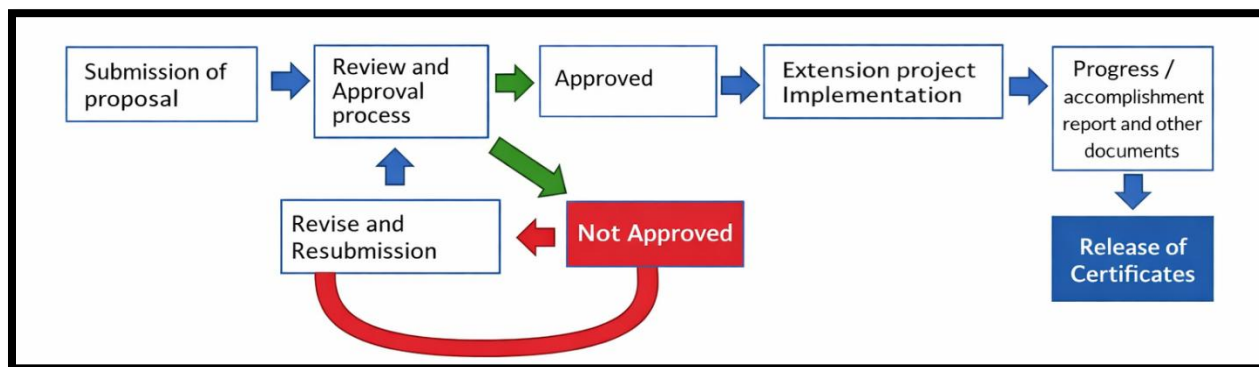 Submission of
proposal
Review and
Approval
process
Approved
Extension project
Implementation
Progress /
accomplishment
report and other
documents
Revise and
Resubmission
Not Approved
Release of
Certificates